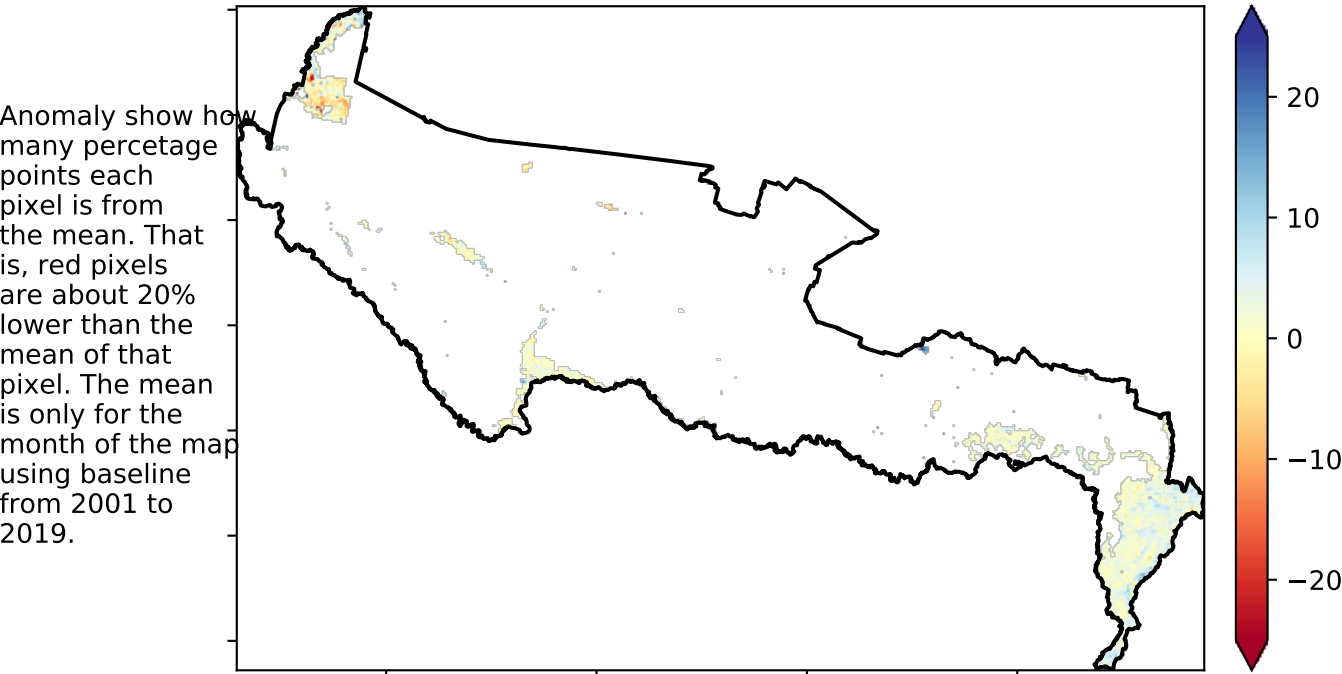 Anomaly show how
many percetage
points each
pixel is from
the mean. That
is, red pixels
are about 20%
lower than the
mean of that
pixel. The mean
is only for the
month of the map
using baseline
from 2001 to
2019.
20
10
0
−10
−20